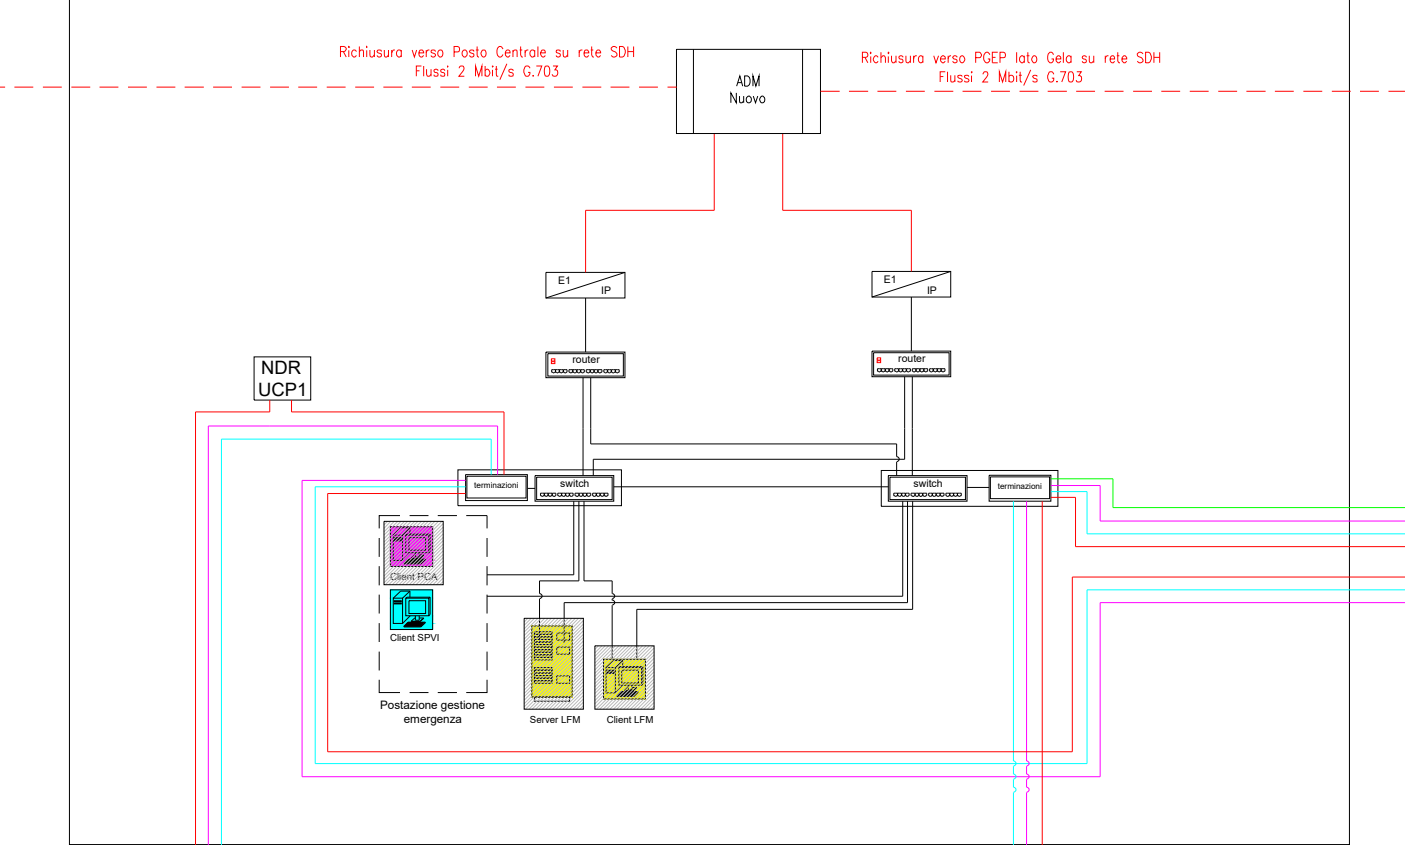 Richiusura verso Posto Centrale su rete SDH
Flussi 2 Mbit/s G.703
ADM
Nuovo
Richiusura verso PGEP lato Gela su rete SDH
Flussi 2 Mbit/s G.703
E1
IP
E1
IP
router
router
NDR
UCP1
terminazioni
switch
switch
terminazioni
Client PCA
Client SPVI
Postazione gestione
emergenza
Server LFM
Client LFM